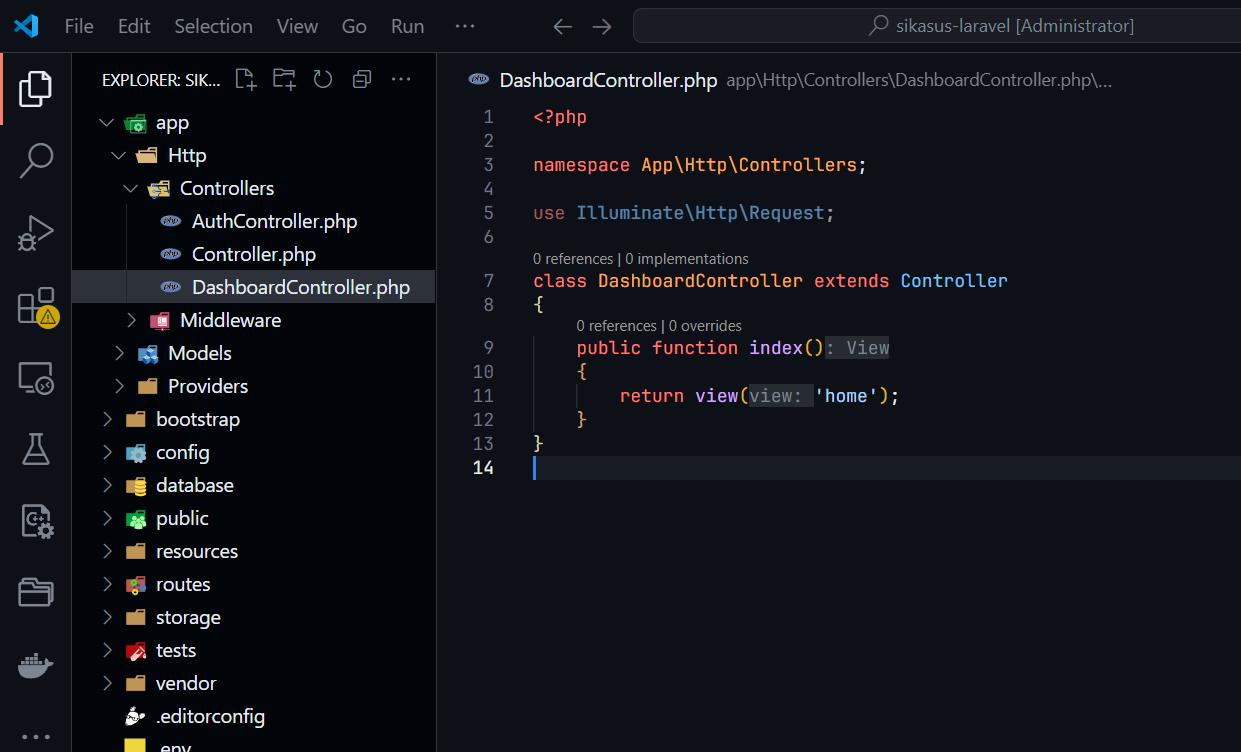 File Edit Selection View Go Run ··· ← → sikasus-laravel [Administrator]
EXPLORER: SIK... ···
app
Http
Controllers
AuthController.php
Controller.php
DashboardController.php
Middleware
Models
Providers
bootstrap
config
database
public
resources
routes
storage
tests
vendor
.editorconfig
.env
DashboardController.php app\Http\Controllers\DashboardController.php\...
1 <?php
2
3 namespace App\Http\Controllers;
4
5 use Illuminate\Http\Request;
6
0 references | 0 implementations
7 class DashboardController extends Controller
8 {
0 references | 0 overrides
9 public function index(): View
10 {
11 return view(view: 'home');
12 }
13 }
14